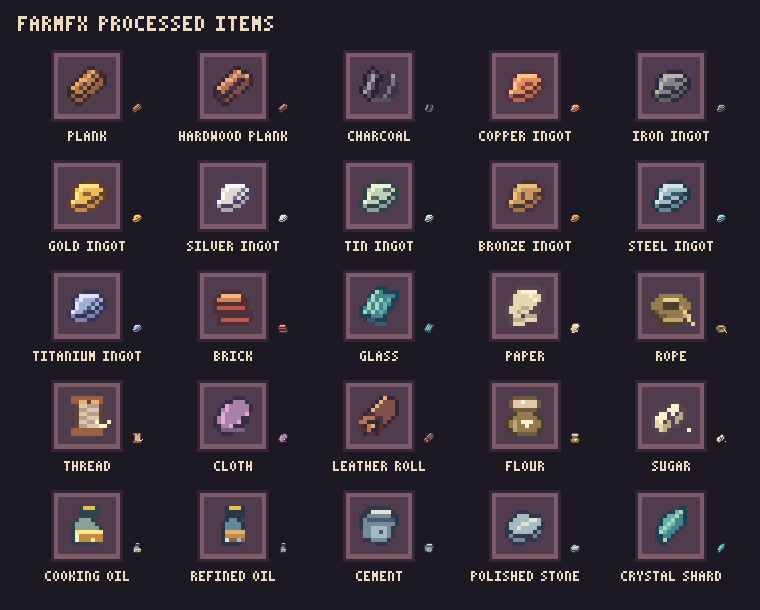 FARMFX PROCESSED ITEMS
PLANK HARDWOOD PLANK CHARCOAL COPPER INGOT IRON INGOT
GOLD INGOT SILVER INGOT TIN INGOT BRONZE INGOT STEEL INGOT
TITANIUM INGOT BRICK GLASS PAPER ROPE
THREAD CLOTH LEATHER ROLL FLOUR SUGAR
COOKING OIL REFINED OIL CEMENT POLISHED STONE CRYSTAL SHARD